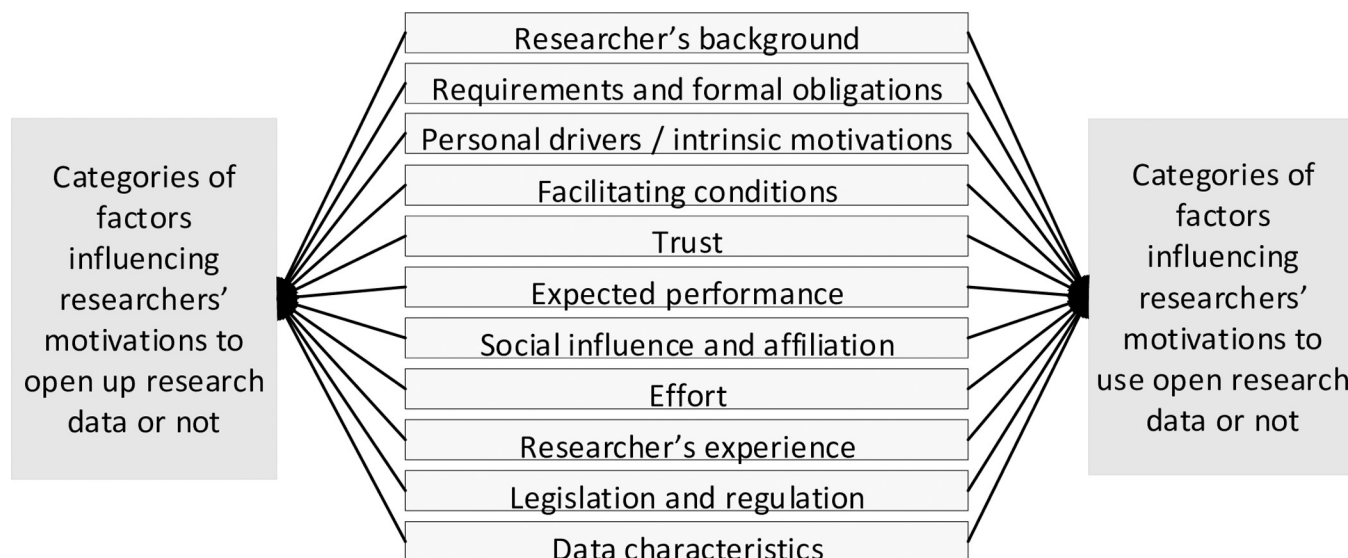 Categories of
factors
influencing
researchers’
motivations to
open up research
data or not
Researcher’s background
Requirements and formal obligations
Personal drivers / intrinsic motivations
Facilitating conditions
Trust
Expected performance
Social influence and affiliation
Effort
Researcher’s experience
Legislation and regulation
Data characteristics
Categories of
factors
influencing
researchers’
motivations to
use open research
data or not